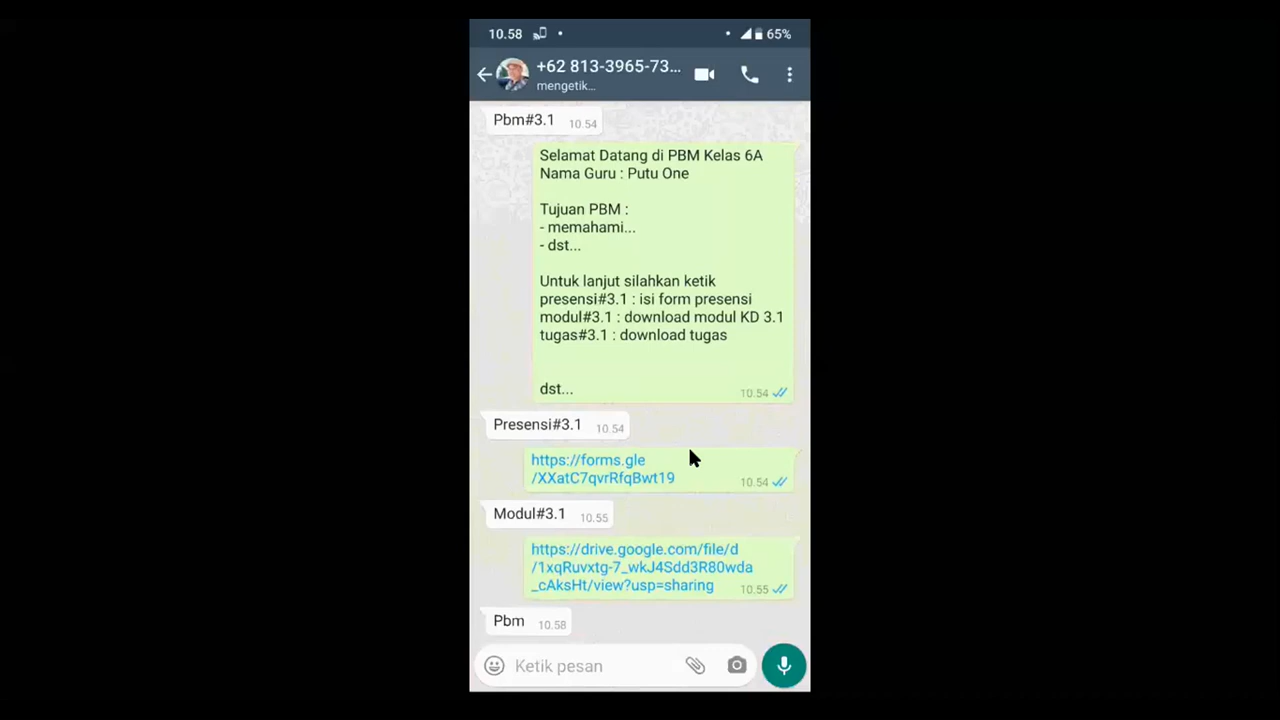 10.58
65%
+62 813-3965-73...
mengetik...
Pbm#3.1 10.54
Selamat Datang di PBM Kelas 6A
Nama Guru : Putu One
Tujuan PBM :
- memahami...
- dst...
Untuk lanjut silahkan ketik
presensi#3.1 : isi form presensi
modul#3.1 : download modul KD 3.1
tugas#3.1 : download tugas
dst...
10.54
Presensi#3.1 10.54
https://forms.gle
/XXatC7qvrRfqBwt19
10.54
Modul#3.1 10.55
https://drive.google.com/file/d
/1xqRuvxtg-7_wkJ4Sdd3R80wda
_cAksHt/view?usp=sharing
10.55
Pbm 10.58
Ketik pesan